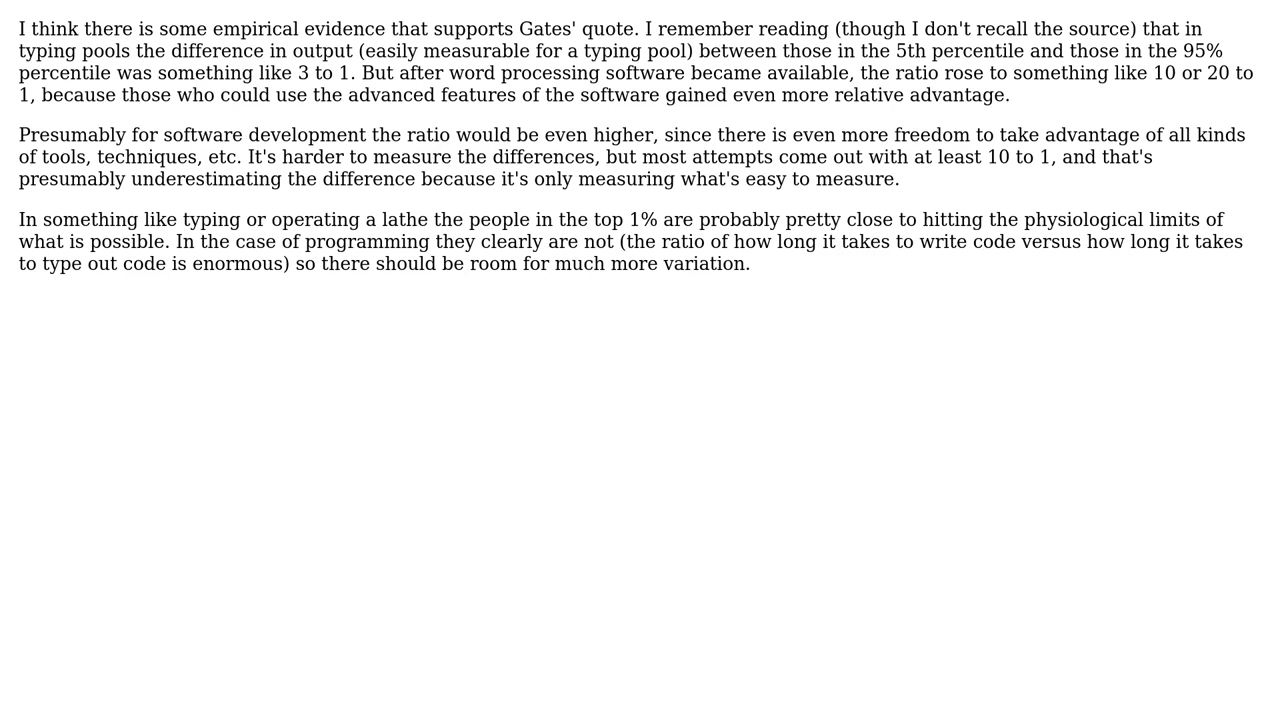 I think there is some empirical evidence that supports Gates' quote. I remember reading (though I don't recall the source) that in
typing pools the difference in output (easily measurable for a typing pool) between those in the 5th percentile and those in the 95%
percentile was something like 3 to 1. But after word processing software became available, the ratio rose to something like 10 or 20 to
1, because those who could use the advanced features of the software gained even more relative advantage.
Presumably for software development the ratio would be even higher, since there is even more freedom to take advantage of all kinds
of tools, techniques, etc. It's harder to measure the differences, but most attempts come out with at least 10 to 1, and that's
presumably underestimating the difference because it's only measuring what's easy to measure.
In something like typing or operating a lathe the people in the top 1% are probably pretty close to hitting the physiological limits of
what is possible. In the case of programming they clearly are not (the ratio of how long it takes to write code versus how long it takes
to type out code is enormous) so there should be room for much more variation.